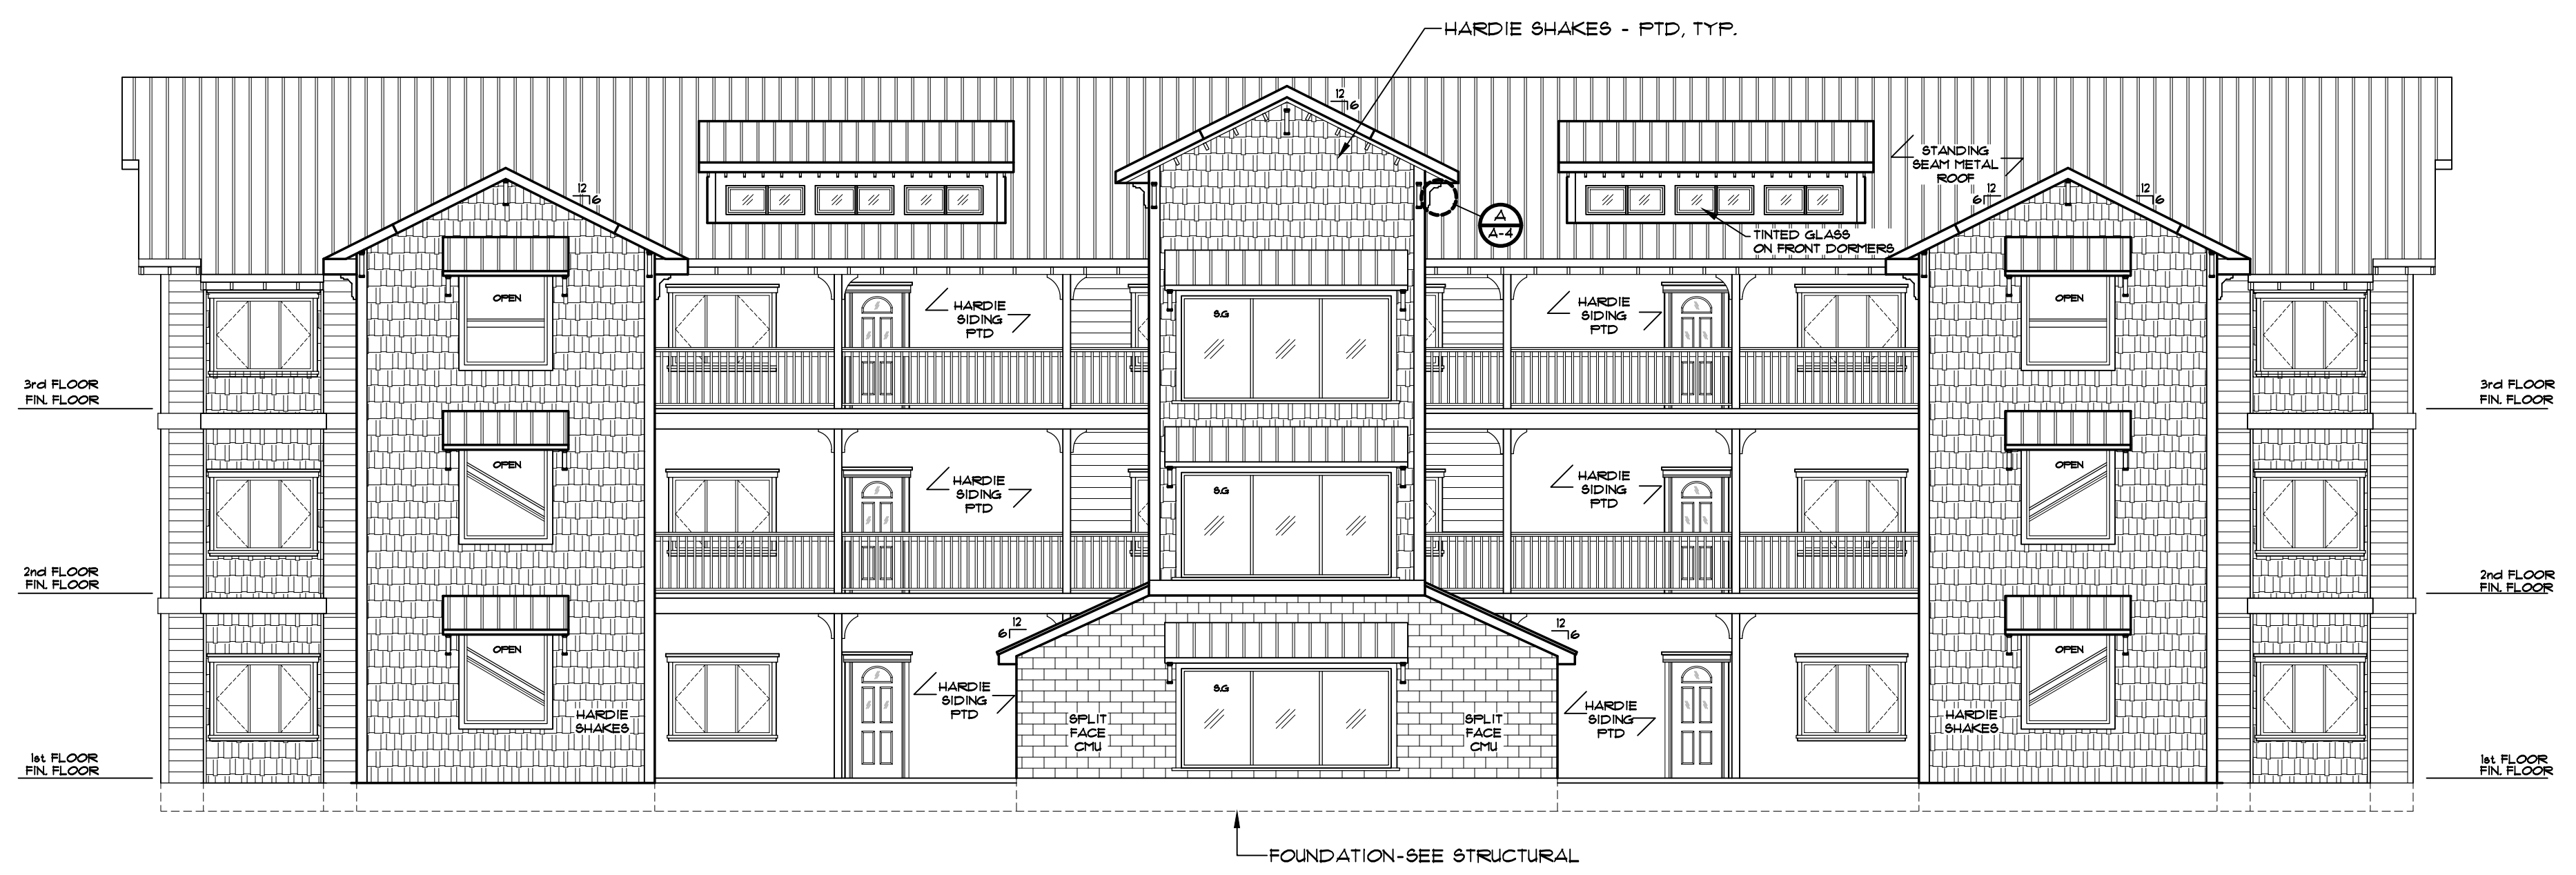 HARDIE SHAKES - PTD, TYP.
12
6
12
6
STANDING
SEAM METAL
ROOF
12
6
12
6
A
A-4
TINTED GLASS
ON FRONT DORMERS
OPEN
HARDIE
SIDING
PTD
S.G
HARDIE
SIDING
PTD
OPEN
3rd FLOOR
FIN. FLOOR
3rd FLOOR
FIN. FLOOR
OPEN
HARDIE
SIDING
PTD
S.G
HARDIE
SIDING
PTD
OPEN
2nd FLOOR
FIN. FLOOR
2nd FLOOR
FIN. FLOOR
12
6
12
6
OPEN
HARDIE
SIDING
PTD
S.G
HARDIE
SIDING
PTD
OPEN
HARDIE
SHAKES
SPLIT
FACE
CMU
SPLIT
FACE
CMU
HARDIE
SHAKES
1st FLOOR
FIN. FLOOR
1st FLOOR
FIN. FLOOR
FOUNDATION-SEE STRUCTURAL